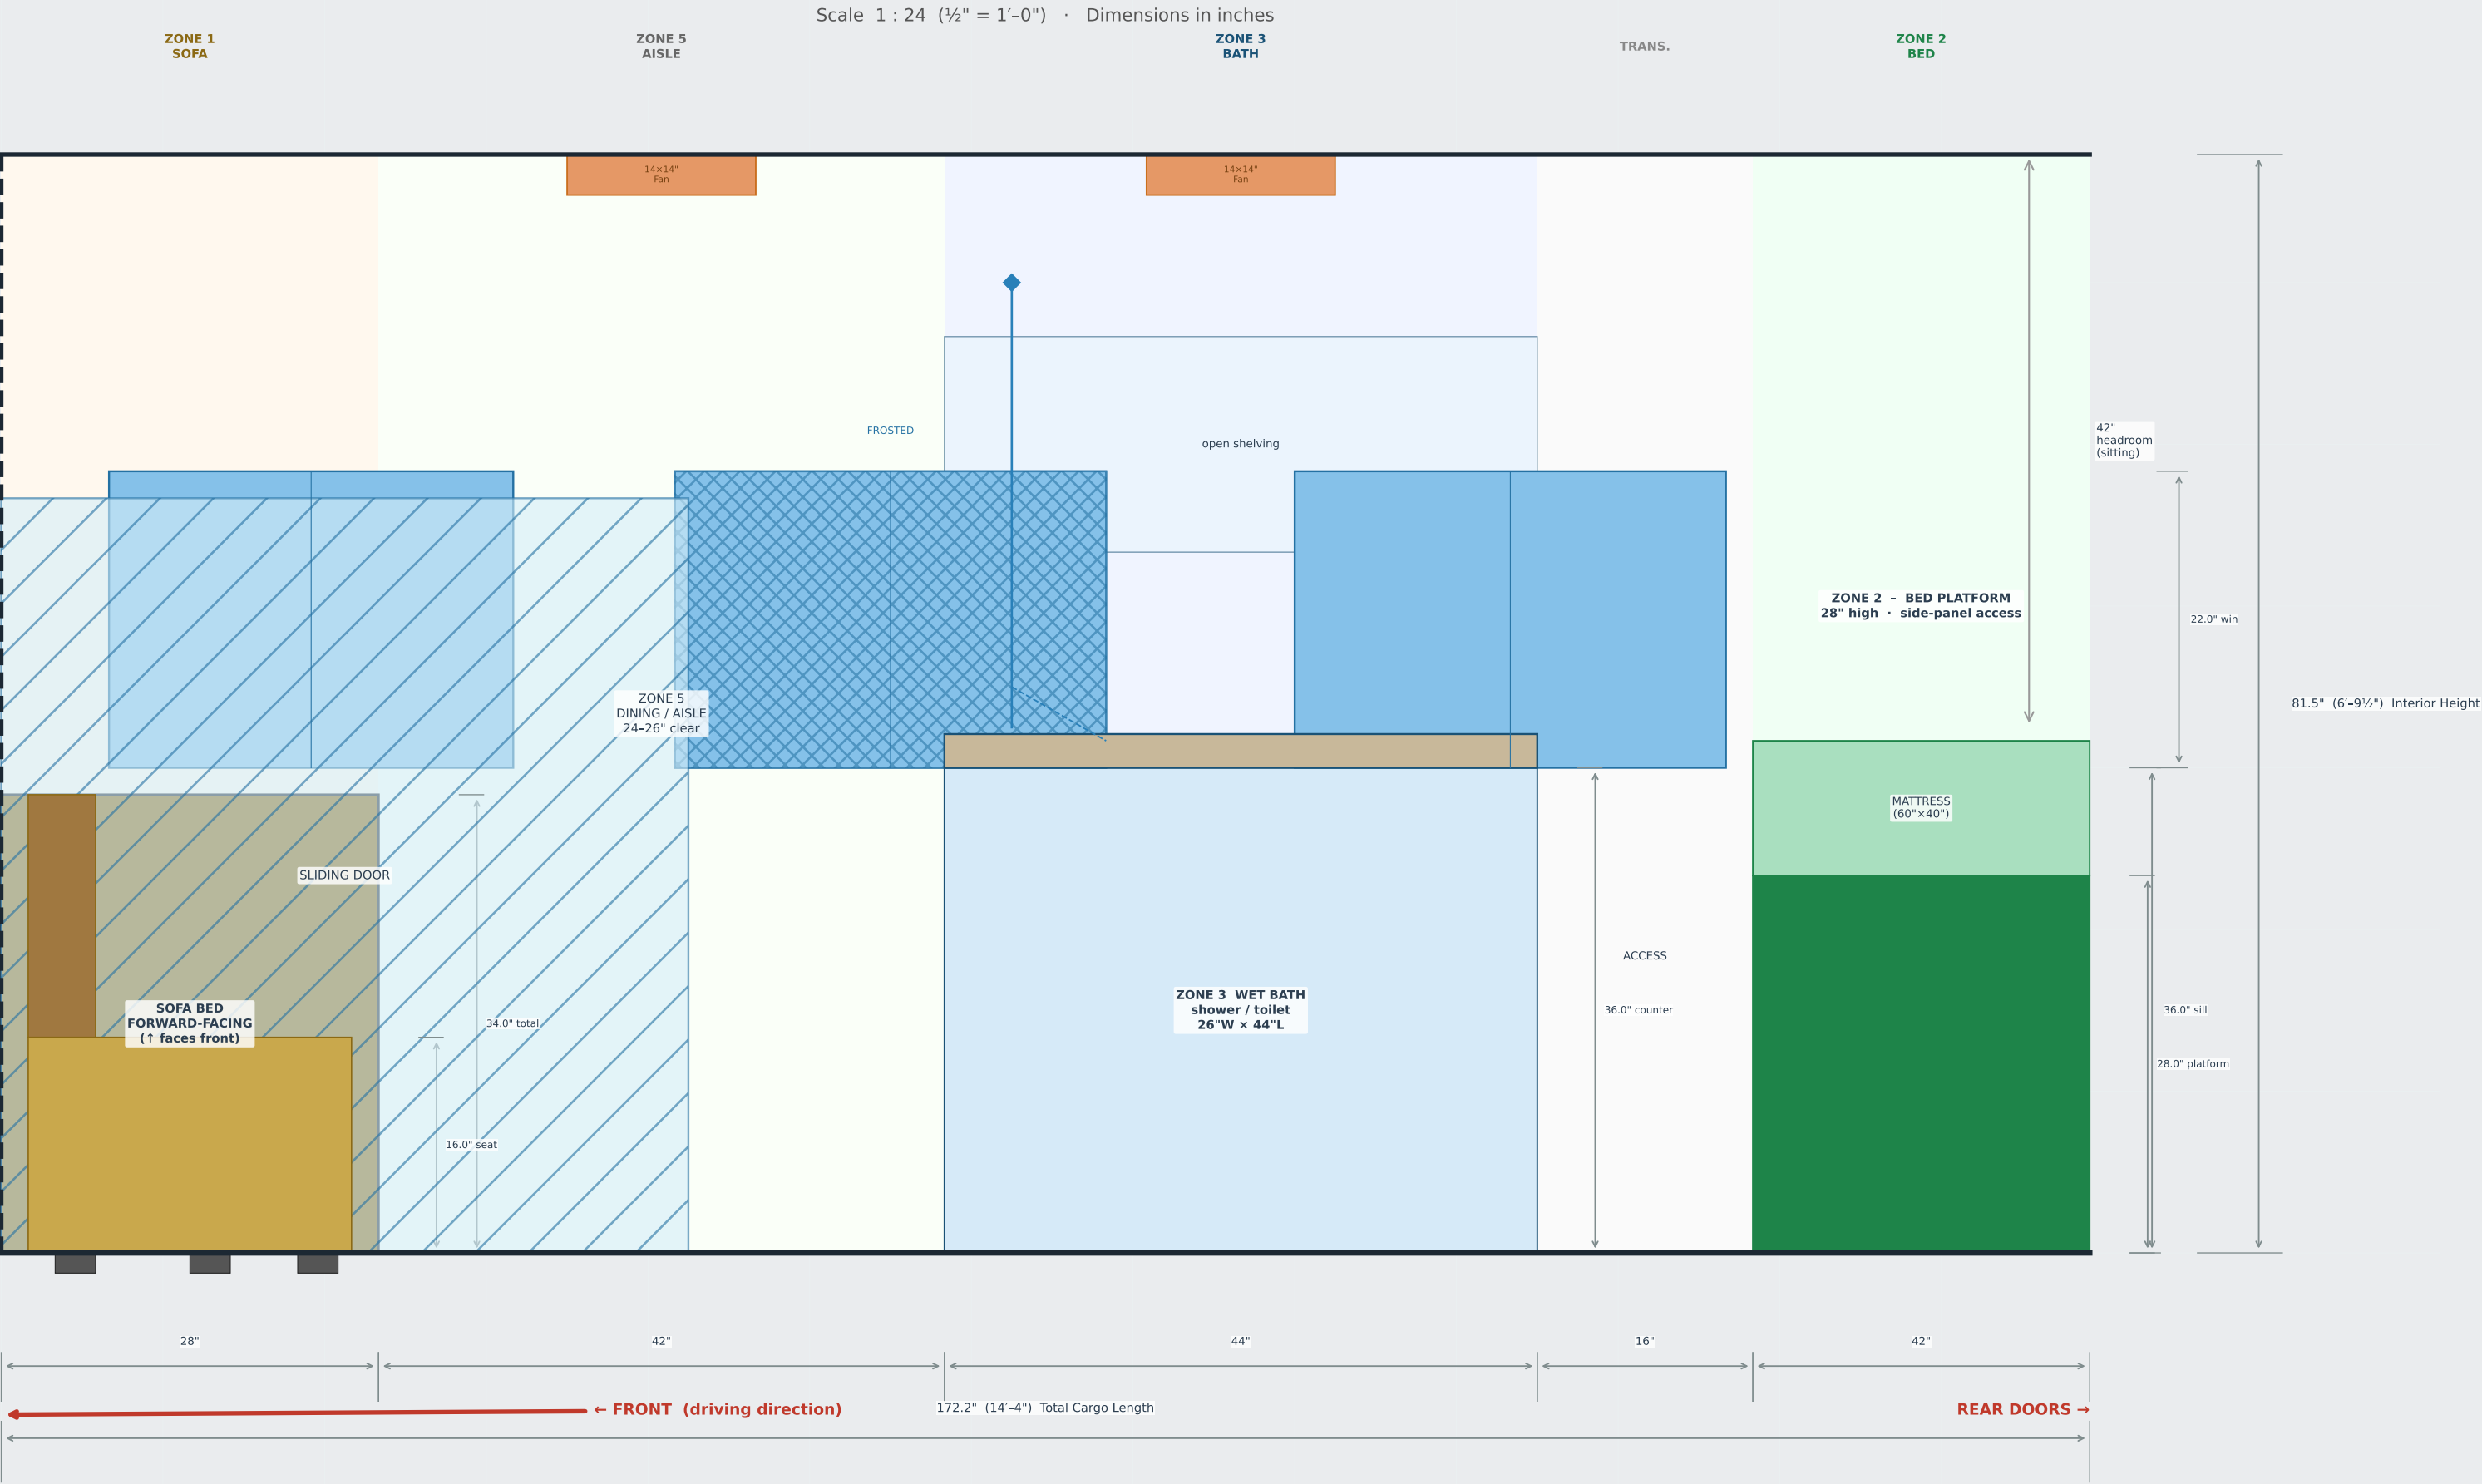 Scale  1 : 24  (½" = 1′–0")   ·   Dimensions in inches
ZONE 1
SOFA
ZONE 5
AISLE
ZONE 3
BATH
TRANS.
ZONE 2
BED
14×14"
Fan
14×14"
Fan
FROSTED
open shelving
42"
headroom
(sitting)
ZONE 2  –  BED PLATFORM
28" high  ·  side-panel access
22.0" win
ZONE 5
DINING / AISLE
24–26" clear
81.5"  (6′–9½")  Interior Height
MATTRESS
(60"×40")
SLIDING DOOR
ACCESS
SOFA BED
FORWARD-FACING
(↑ faces front)
34.0" total
ZONE 3  WET BATH
shower / toilet
26"W × 44"L
36.0" counter
36.0" sill
28.0" platform
16.0" seat
28"
42"
44"
16"
42"
← FRONT  (driving direction)
172.2"  (14′–4")  Total Cargo Length
REAR DOORS →